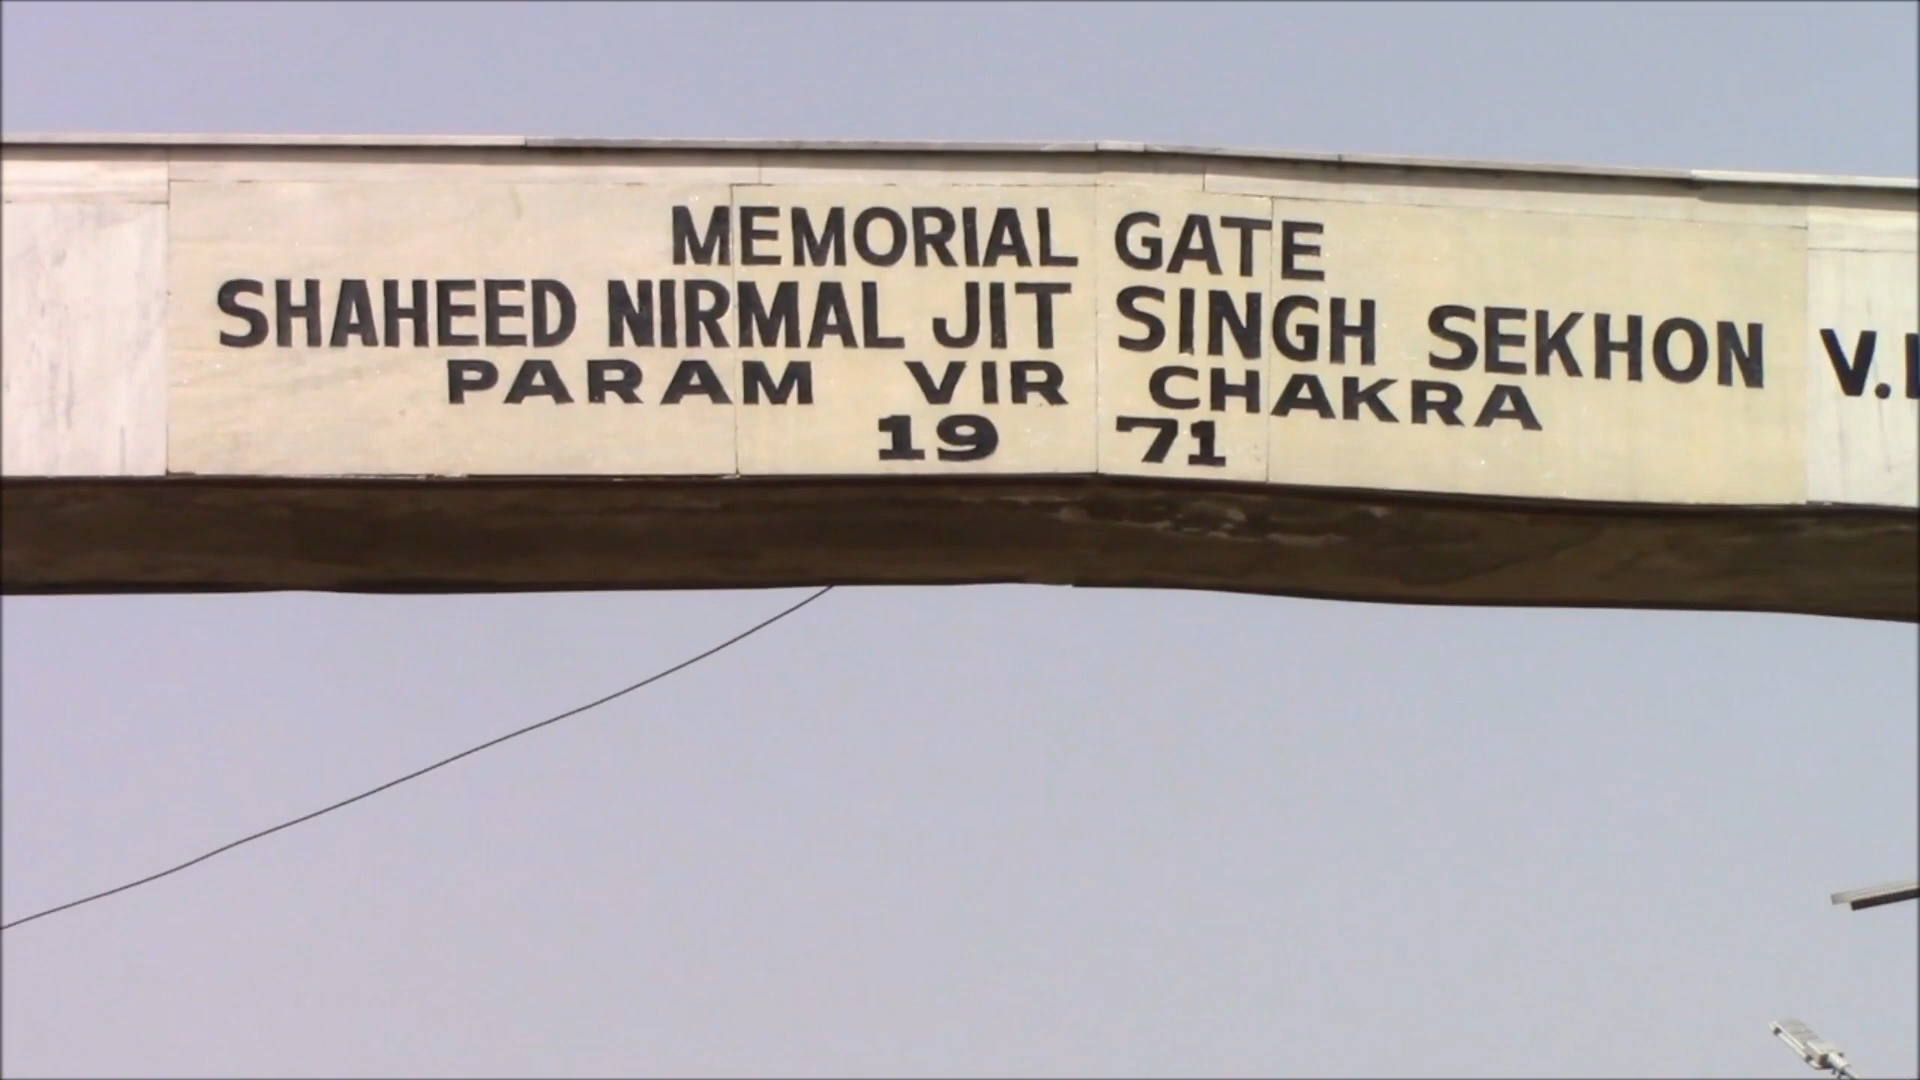 MEMORIAL GATE
SHAHEED NIRMAL JIT SINGH SEKHON
PARAM VIR CHAKRA
19 71